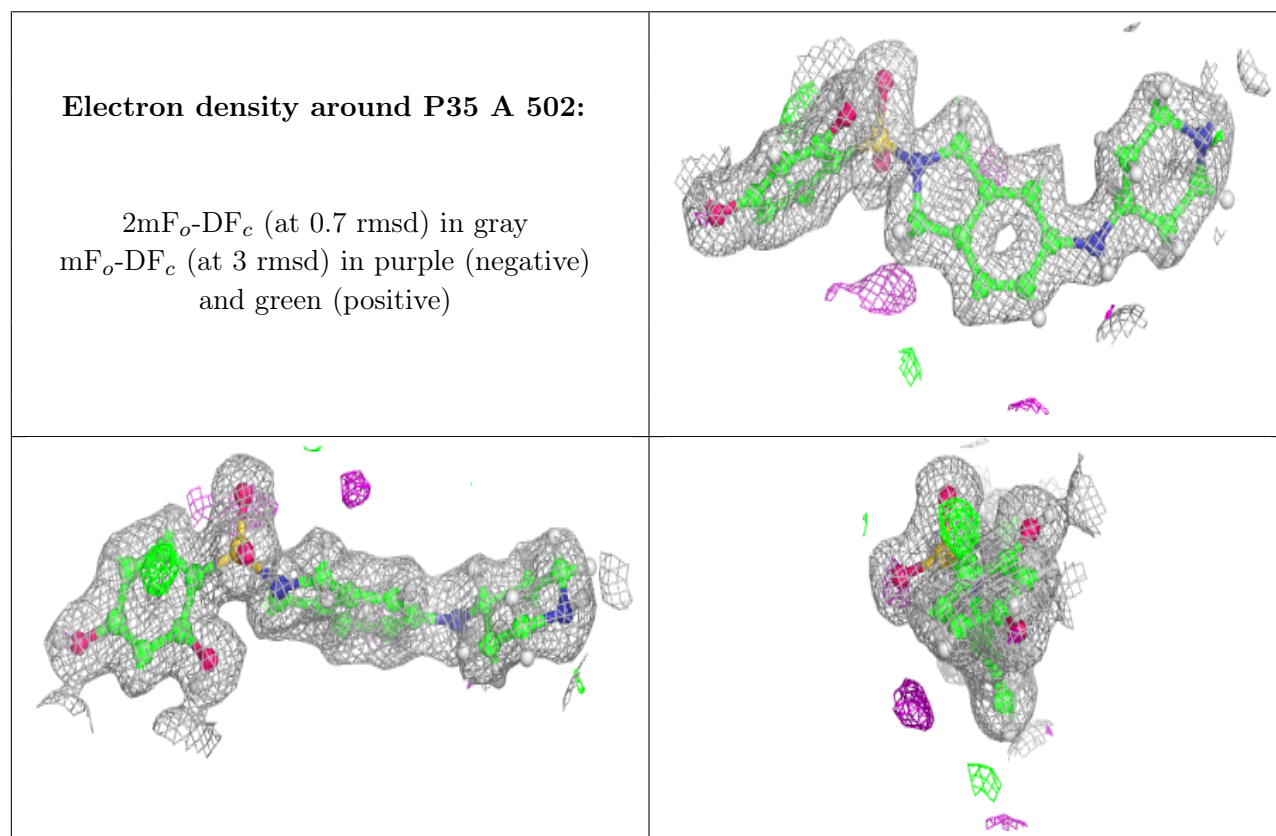 Electron density around P35 A 502:
2mFₒ-DF𝒸 (at 0.7 rmsd) in gray
mFₒ-DF𝒸 (at 3 rmsd) in purple (negative)
and green (positive)